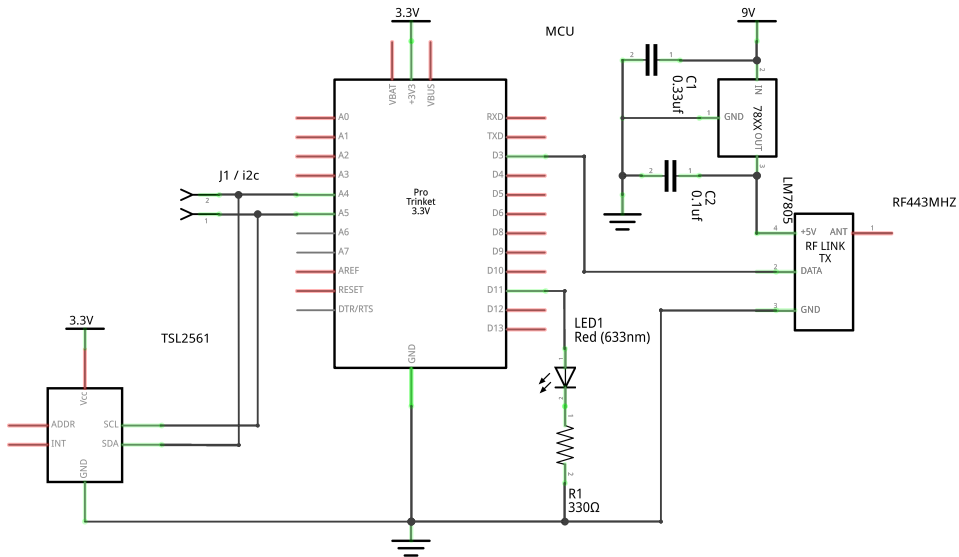 3.3V
MCU
9V
VBAT
+3V3
VBUS
2
1
C1
0.33uf
2
IN
GND
1
78XX
OUT
3
A0
A1
A2
A3
A4
A5
A6
A7
AREF
RESET
DTR/RTS
RXD
TXD
D3
D4
D5
D6
D8
D9
D10
D11
D12
D13
GND
Pro
Trinket
3.3V
J1 / i2c
2
1
2
1
C2
0.1uf
LM7805
RF443MHZ
4
+5V
ANT
1
RF LINK
TX
2
DATA
3
GND
3.3V
TSL2561
Vcc
ADDR
INT
SCL
SDA
GND
LED1
Red (633nm)
1
2
1
2
R1
330Ω